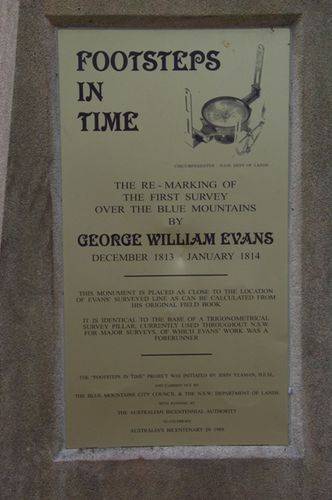 FOOTSTEPS
IN
TIME
CIRCUMFERENTER - N.S.W. DEPT OF LANDS
THE RE-MARKING OF
THE FIRST SURVEY
OVER THE BLUE MOUNTAINS
BY
GEORGE WILLIAM EVANS
DECEMBER 1813 - JANUARY 1814
THIS MONUMENT IS PLACED AS CLOSE TO THE LOCATION
OF EVANS' SURVEYED LINE AS CAN BE CALCULATED FROM
HIS ORIGINAL FIELD BOOK
IT IS IDENTICAL TO THE BASE OF A TRIGONOMETRICAL
SURVEY PILLAR, CURRENTLY USED THROUGHOUT N.S.W.
FOR MAJOR SURVEYS, OF WHICH EVANS' WORK WAS A
FORERUNNER
THE "FOOTSTEPS IN TIME" PROJECT WAS INITIATED BY JOHN YEAMAN, B.E.M.,
AND CARRIED OUT BY
THE BLUE MOUNTAINS CITY COUNCIL & THE N.S.W. DEPARTMENT OF LANDS
WITH FUNDING BY
THE AUSTRALIAN BICENTENNIAL AUTHORITY
TO CELEBRATE
AUSTRALIA'S BICENTENARY IN 1988